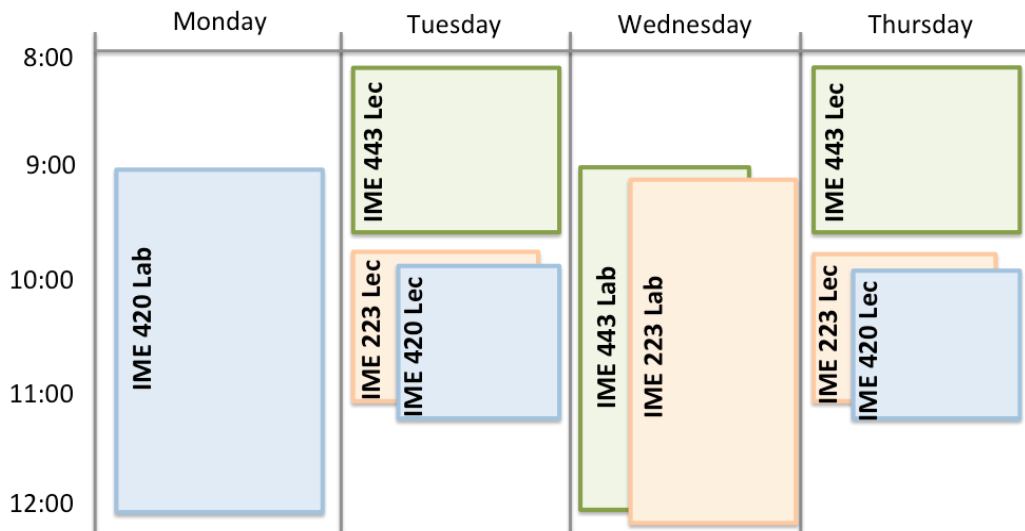 Monday Tuesday Wednesday Thursday
8:00
9:00
10:00
11:00
12:00
IME 420 Lab
IME 443 Lec
IME 223 Lec
IME 420 Lec
IME 443 Lab
IME 223 Lab
IME 443 Lec
IME 223 Lec
IME 420 Lec